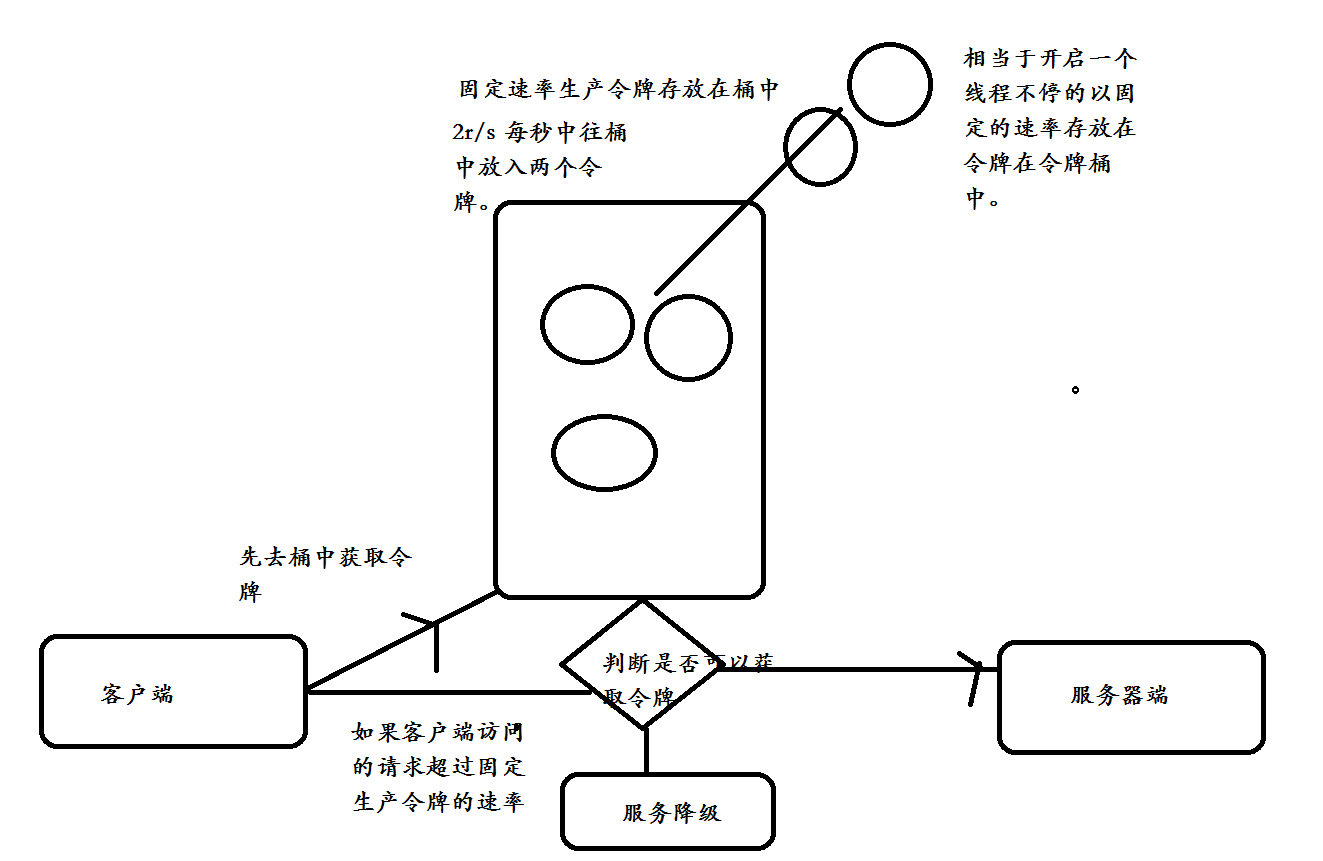 固定速率生产令牌存放在桶中
2r/s 每秒中往桶
中放入两个令
牌。
相当于开启一个
线程不停的以固
定的速率存放在
令牌在令牌桶
中。
先去桶中获取令
牌
客户端
判断是否可以获
取令牌
服务器端
如果客户端访问
的请求超过固定
生产令牌的速率
服务降级